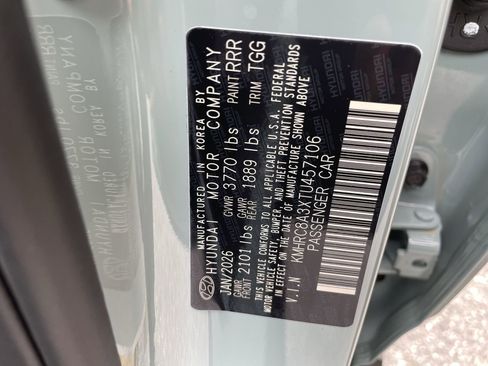 MANUFACTURED IN KOREA BY
HYUNDAI MOTOR COMPANY
JAN/2026 GVWR 3770 lbs PAINT RRR
GAWR FRONT 2101 lbs GAWR REAR 1889 lbs TRIM TGG
THIS VEHICLE CONFORMS TO ALL APPLICABLE U.S.A. FEDERAL
MOTOR VEHICLE SAFETY, BUMPER, AND THEFT PREVENTION STANDARDS
IN EFFECT ON THE DATE OF MANUFACTURE SHOWN ABOVE.
V.I.N KMHRC8A3XTU457106
PASSENGER CAR